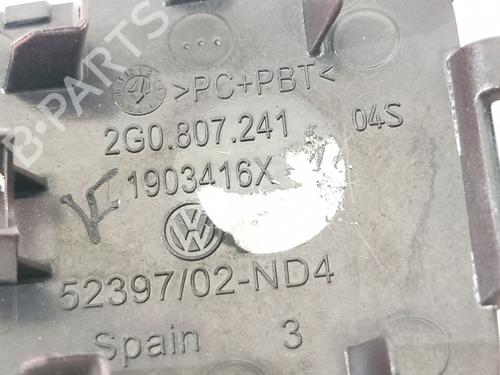 >PC+PBT<
2G0.807.241 04S
1903416X
52397/02-ND4
Spain 3
B-PARTS